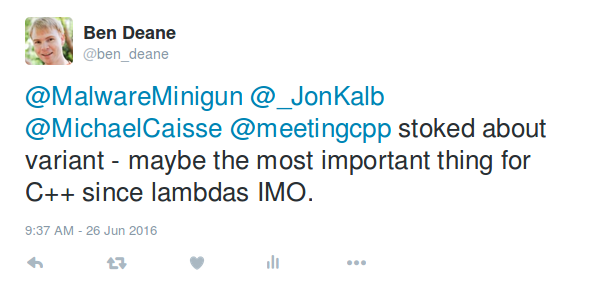 Ben Deane
@ben_deane
@MalwareMinigun @_JonKalb
@MichaelCaisse @meetingcpp stoked about
variant - maybe the most important thing for
C++ since lambdas IMO.
9:37 AM - 26 Jun 2016